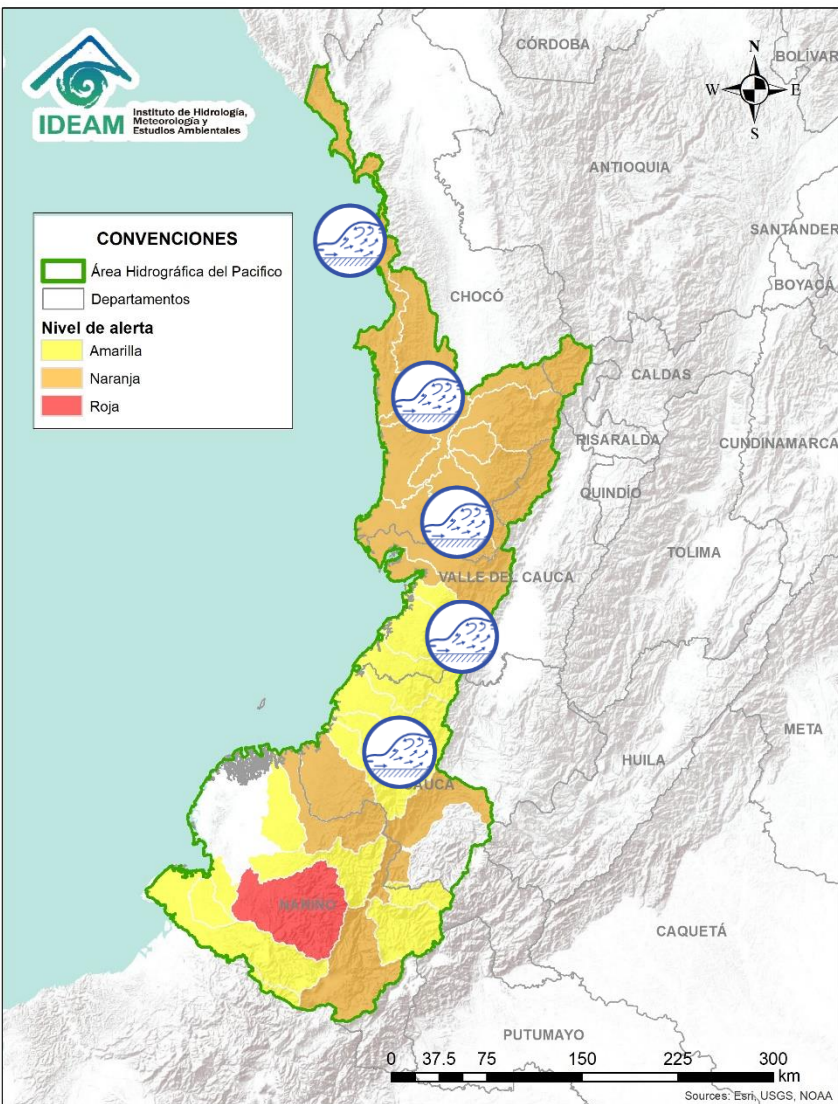 IDEAM
Instituto de Hidrología,
Meteorología y
Estudios Ambientales
N
W
E
S
CÓRDOBA
BOLÍVAR
ANTIOQUIA
SANTANDER
BOYACÁ
CHOCÓ
CALDAS
RISARALDA
CUNDINAMARCA
QUINDÍO
TOLIMA
VALLE DEL CAUCA
META
HUILA
CAUCA
NARIÑO
CAQUETÁ
PUTUMAYO
CONVENCIONES
Área Hidrográfica del Pacifico
Departamentos
Nivel de alerta
Amarilla
Naranja
Roja
0 37.5 75 150 225 300
km
Sources: Esri, USGS, NOAA